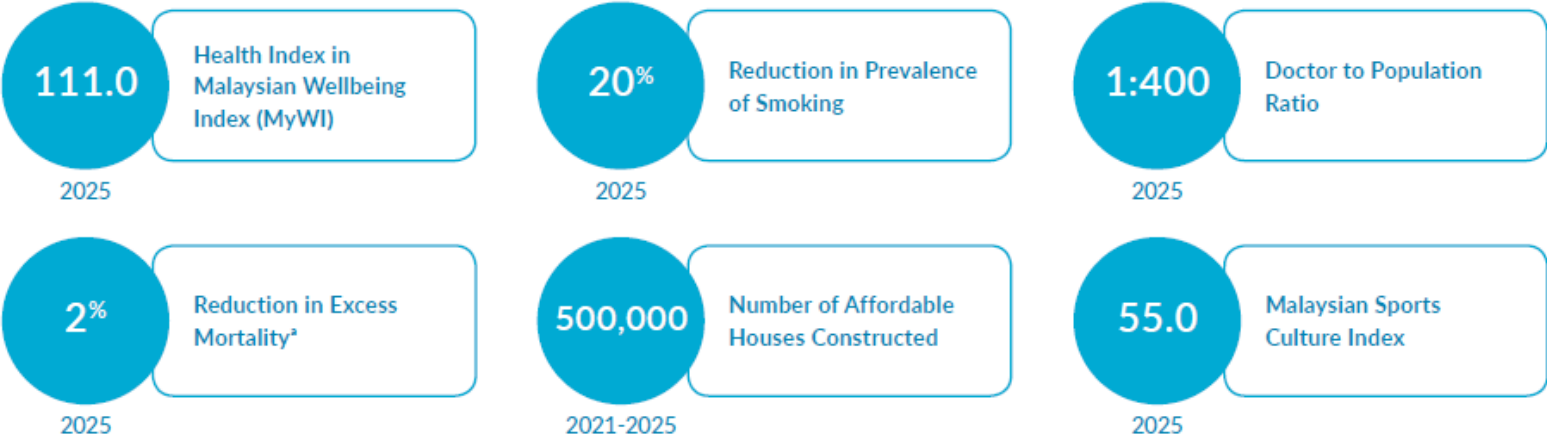 111.0
Health Index in
Malaysian Wellbeing
Index (MyWI)
2025
20%
Reduction in Prevalence
of Smoking
2025
1:400
Doctor to Population
Ratio
2025
2%
Reduction in Excess
Mortalityª
2025
500,000
Number of Affordable
Houses Constructed
2021-2025
55.0
Malaysian Sports
Culture Index
2025